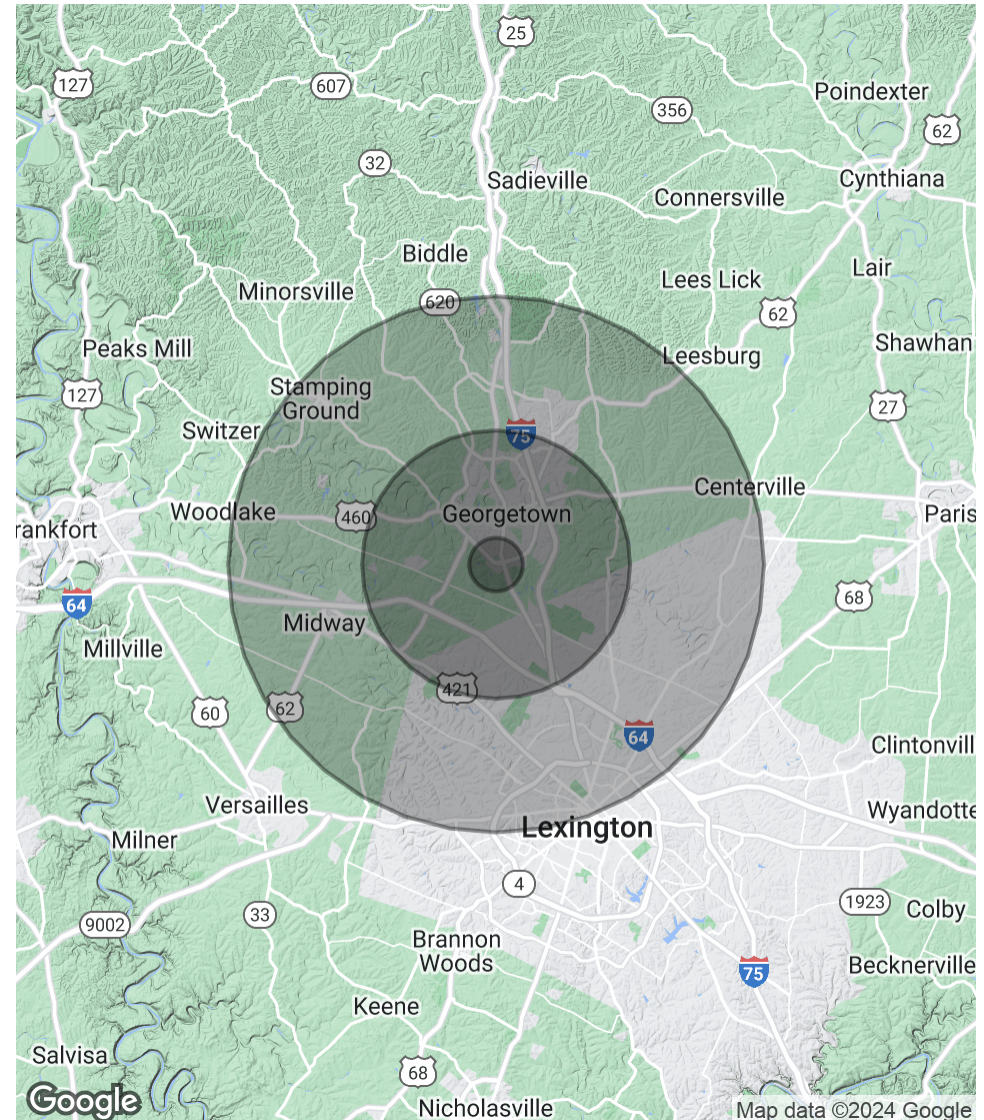 25
127
607
Poindexter
356
62
32
Sadieville
Cynthiana
Connersville
Biddle
Lair
Lees Lick
Minorsville
620
62
Peaks Mill
Leesburg
Shawhan
Stamping
Ground
127
27
Switzer
75
Centerville
Woodlake
460
Georgetown
Paris
rankfort
64
68
Midway
Millville
421
62
60
64
Clintonvill
Versailles
Wyandotte
Lexington
Milner
4
1923
33
Colby
9002
Brannon
Woods
Becknerville
75
Keene
Salvisa
68
Google
Nicholasville
Map data ©2024 Google